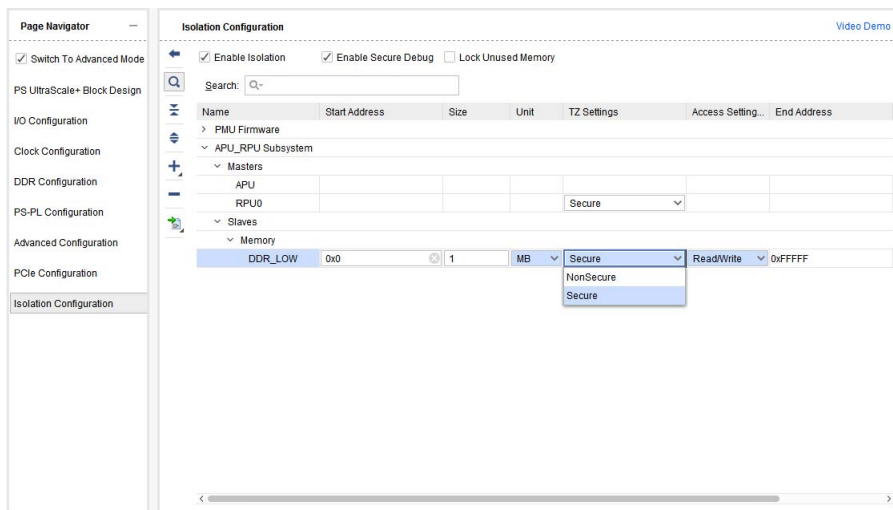 Page Navigator
Switch To Advanced Mode
PS UltraScale+ Block Design
I/O Configuration
Clock Configuration
DDR Configuration
PS-PL Configuration
Advanced Configuration
PCIe Configuration
Isolation Configuration
Isolation Configuration Video Demo
Enable Isolation Enable Secure Debug Lock Unused Memory
Search:
Name Start Address Size Unit TZ Settings Access Setting... End Address
PMU Firmware
APU_RPU Subsystem
Masters
APU
RPU0 Secure
Slaves
Memory
DDR_LOW 0x0 1 MB Secure Read/Write 0xFFFFF
NonSecure
Secure